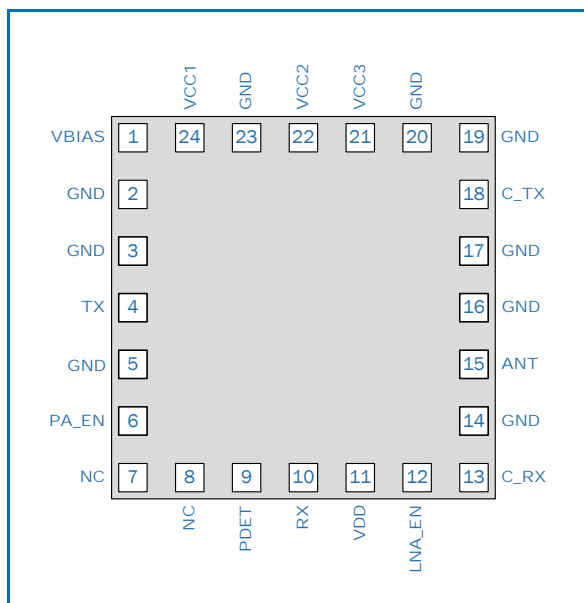 VCC1
GND
VCC2
VCC3
GND
VBIAS 1 24 23 22 21 20 19 GND
GND 2 18 C_TX
GND 3 17 GND
TX 4 16 GND
GND 5 15 ANT
PA_EN 6 14 GND
NC 7 8 9 10 11 12 13 C_RX
NC
PDET
RX
VDD
LNA_EN